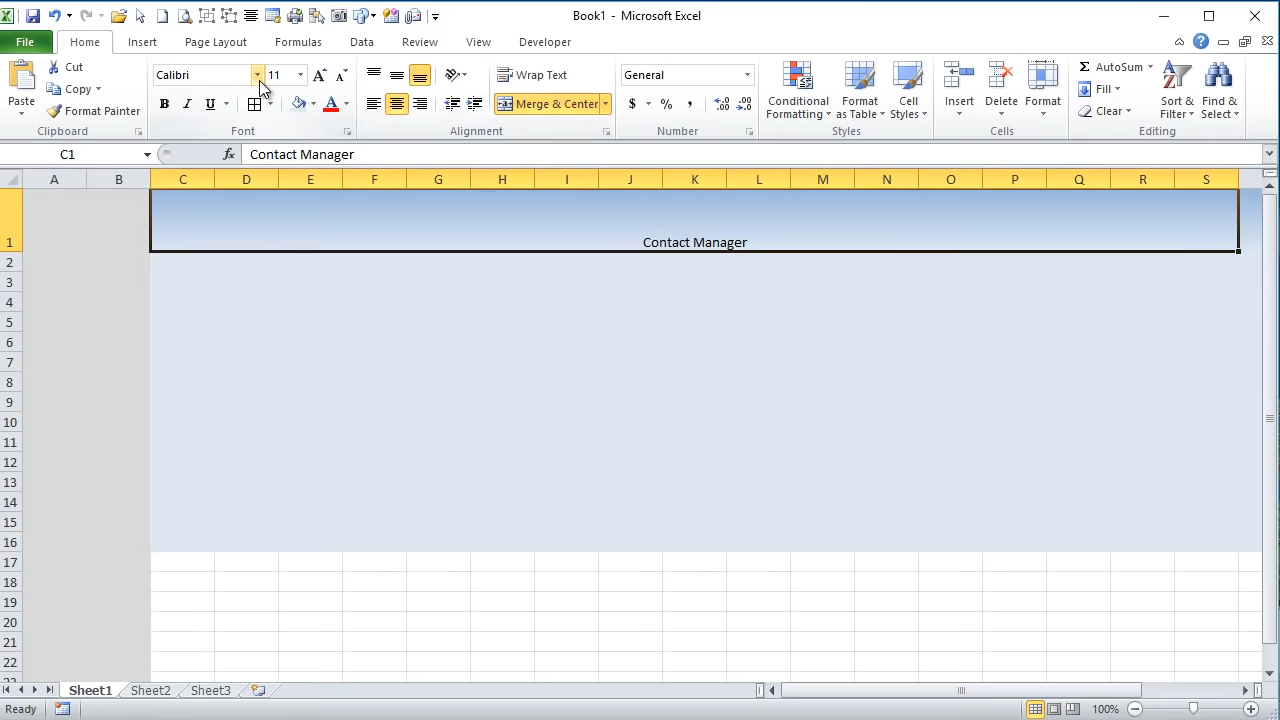 Book1 - Microsoft Excel
File Home Insert Page Layout Formulas Data Review View Developer
Paste
Cut
Copy
Format Painter
Clipboard
Calibri 11
B I U A
Font
Wrap Text
Merge & Center
Alignment
General
$ % ,
Number
Conditional Formatting
Format as Table
Cell Styles
Styles
Insert Delete Format
Cells
AutoSum
Fill
Clear
Sort & Filter
Find & Select
Editing
C1 fx Contact Manager
A B C D E F G H I J K L M N O P Q R S
1 Contact Manager
2
3
4
5
6
7
8
9
10
11
12
13
14
15
16
17
18
19
20
21
22
Sheet1 Sheet2 Sheet3
Ready 100%